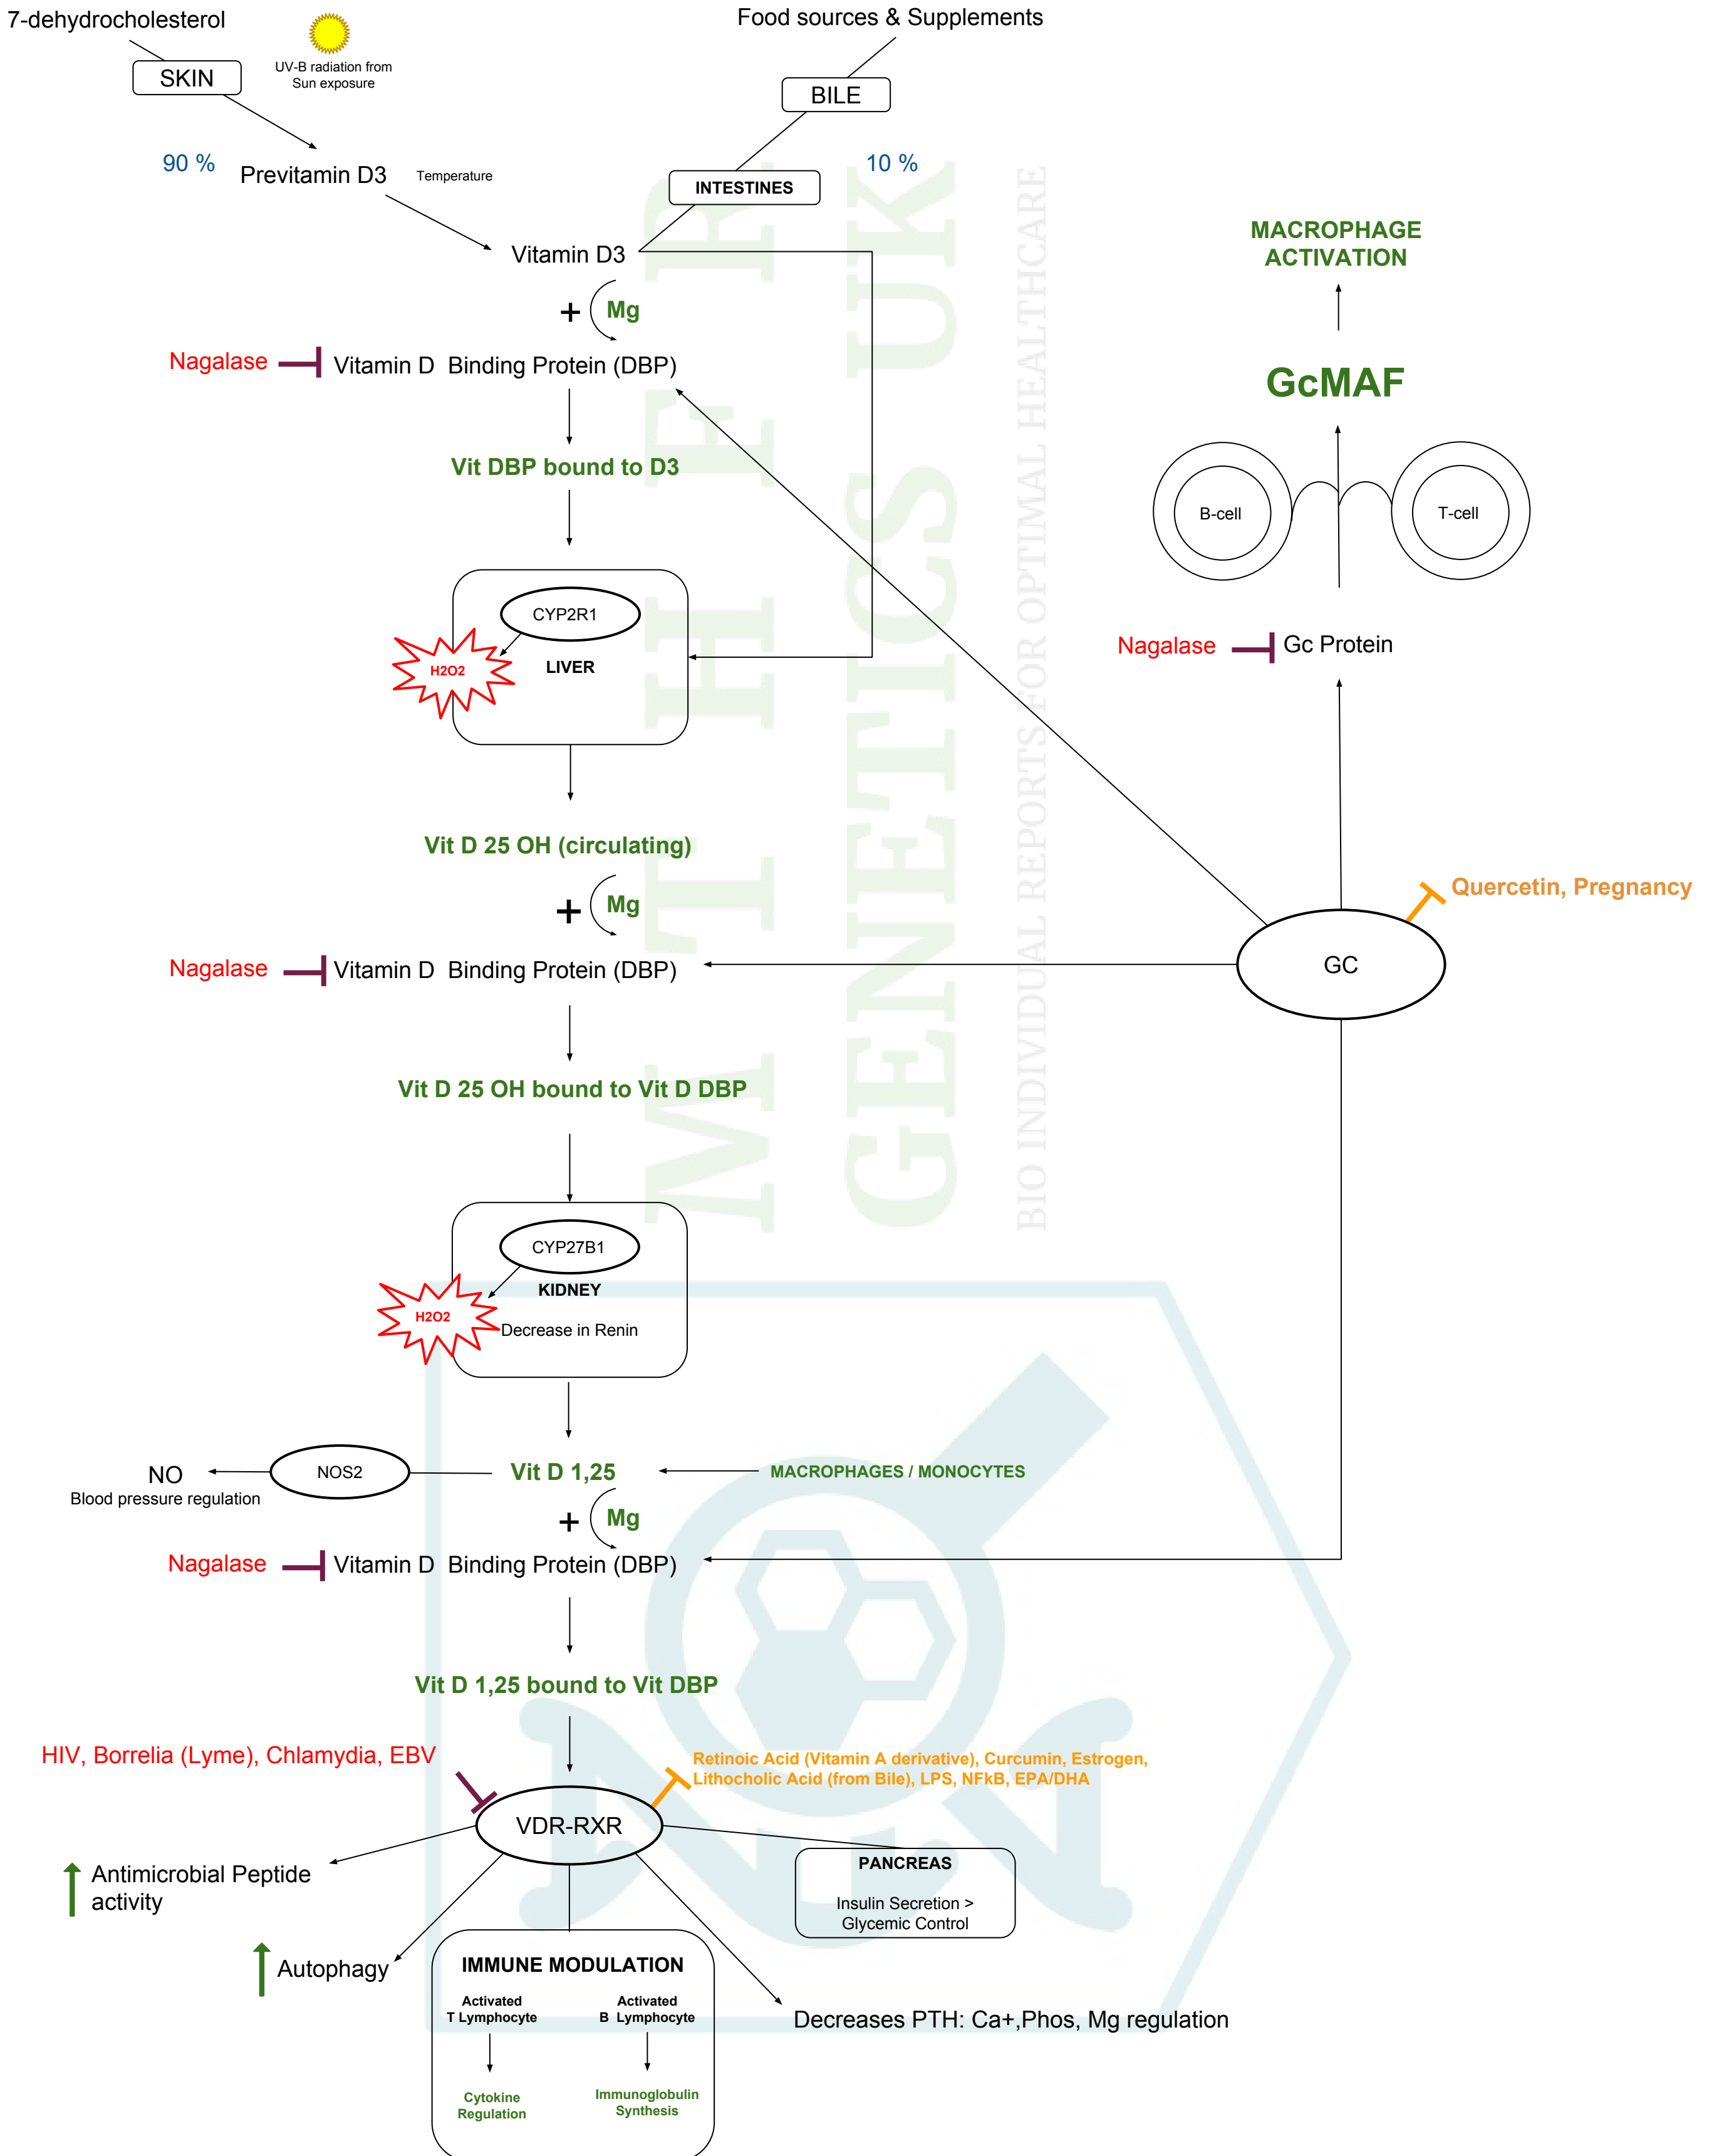 7-dehydrocholesterol
Food sources & Supplements
UV-B radiation from
Sun exposure
SKIN
BILE
90 %
10 %
Previtamin D3
Temperature
INTESTINES
MACROPHAGE
ACTIVATION
Vitamin D3
+
Mg
Nagalase
Vitamin D Binding Protein (DBP)
GcMAF
Vit DBP bound to D3
B-cell
T-cell
CYP2R1
H2O2
LIVER
Nagalase
Gc Protein
Vit D 25 OH (circulating)
Quercetin, Pregnancy
+
Mg
Nagalase
Vitamin D Binding Protein (DBP)
GC
Vit D 25 OH bound to Vit D DBP
CYP27B1
KIDNEY
H2O2
Decrease in Renin
NO
Blood pressure regulation
NOS2
Vit D 1,25
MACROPHAGES / MONOCYTES
+
Mg
Nagalase
Vitamin D Binding Protein (DBP)
Vit D 1,25 bound to Vit DBP
HIV, Borrelia (Lyme), Chlamydia, EBV
Retinoic Acid (Vitamin A derivative), Curcumin, Estrogen,
Lithocholic Acid (from Bile), LPS, NFkB, EPA/DHA
VDR-RXR
Antimicrobial Peptide
activity
PANCREAS
Insulin Secretion >
Glycemic Control
Autophagy
IMMUNE MODULATION
Activated
T Lymphocyte
Activated
B Lymphocyte
Decreases PTH: Ca+,Phos, Mg regulation
Cytokine
Regulation
Immunoglobulin
Synthesis
M T H F R
GENETICS UK
BIO INDIVIDUAL REPORTS FOR OPTIMAL HEALTHCARE